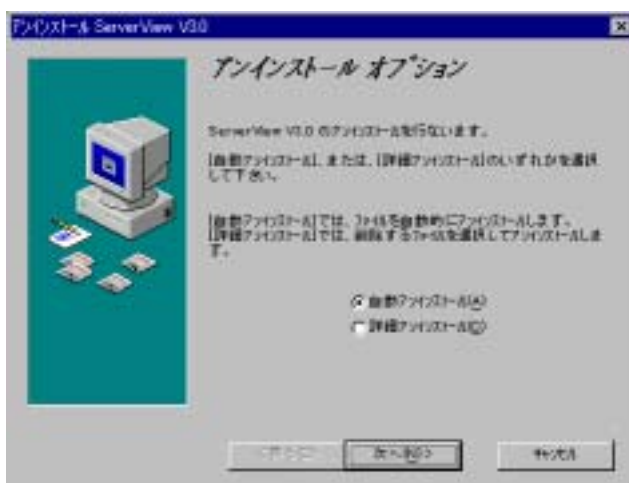 アンインストール ServerView V3.0
アンインストール オプション
ServerView V3.0 のアンインストールを行ないます。
[自動アンインストール]、または、[詳細アンインストール]のいずれかを選択
して下さい。
[自動アンインストール]では、ファイルを自動的にアンインストールします。
[詳細アンインストール]では、削除するファイルを選択してアンインストールしま
す。
自動アンインストール(A)
詳細アンインストール(C)
次へ(N)>
キャンセル